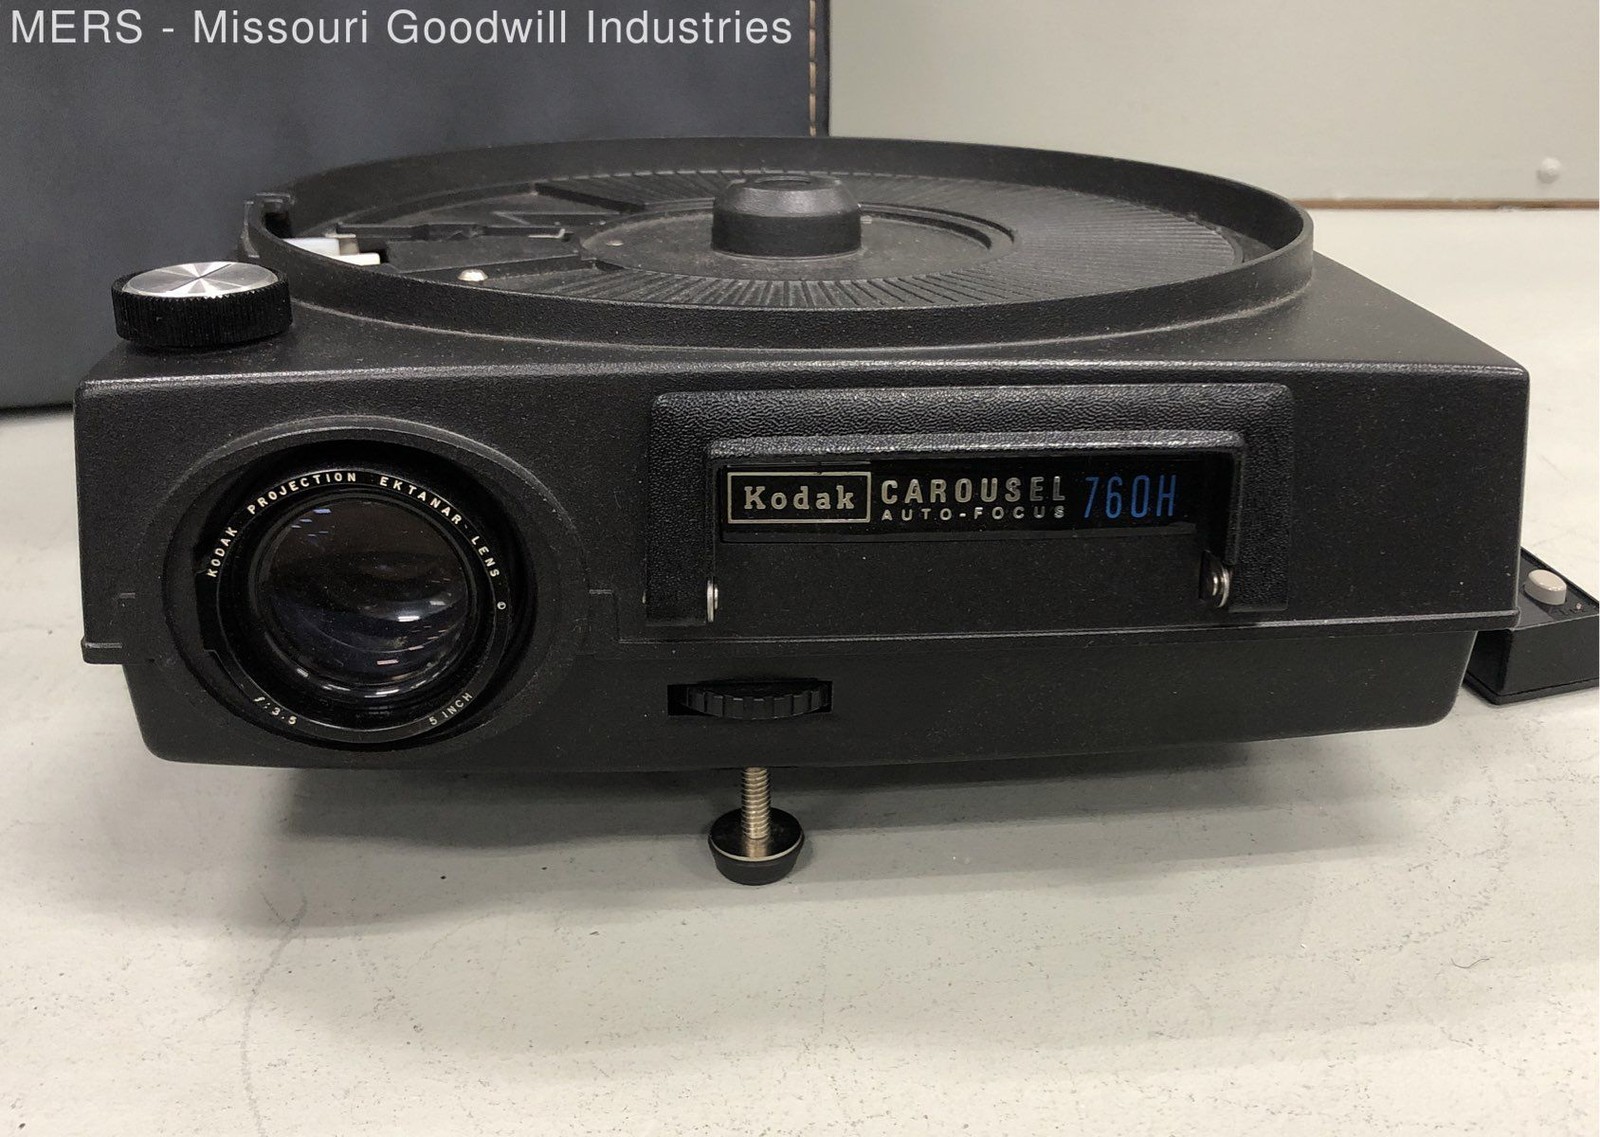 MERS - Missouri Goodwill Industries
Kodak CAROUSEL 760H
AUTO-FOCUS
KODAK PROJECTION EKTANAR LENS ©
f:3.5
5 INCH